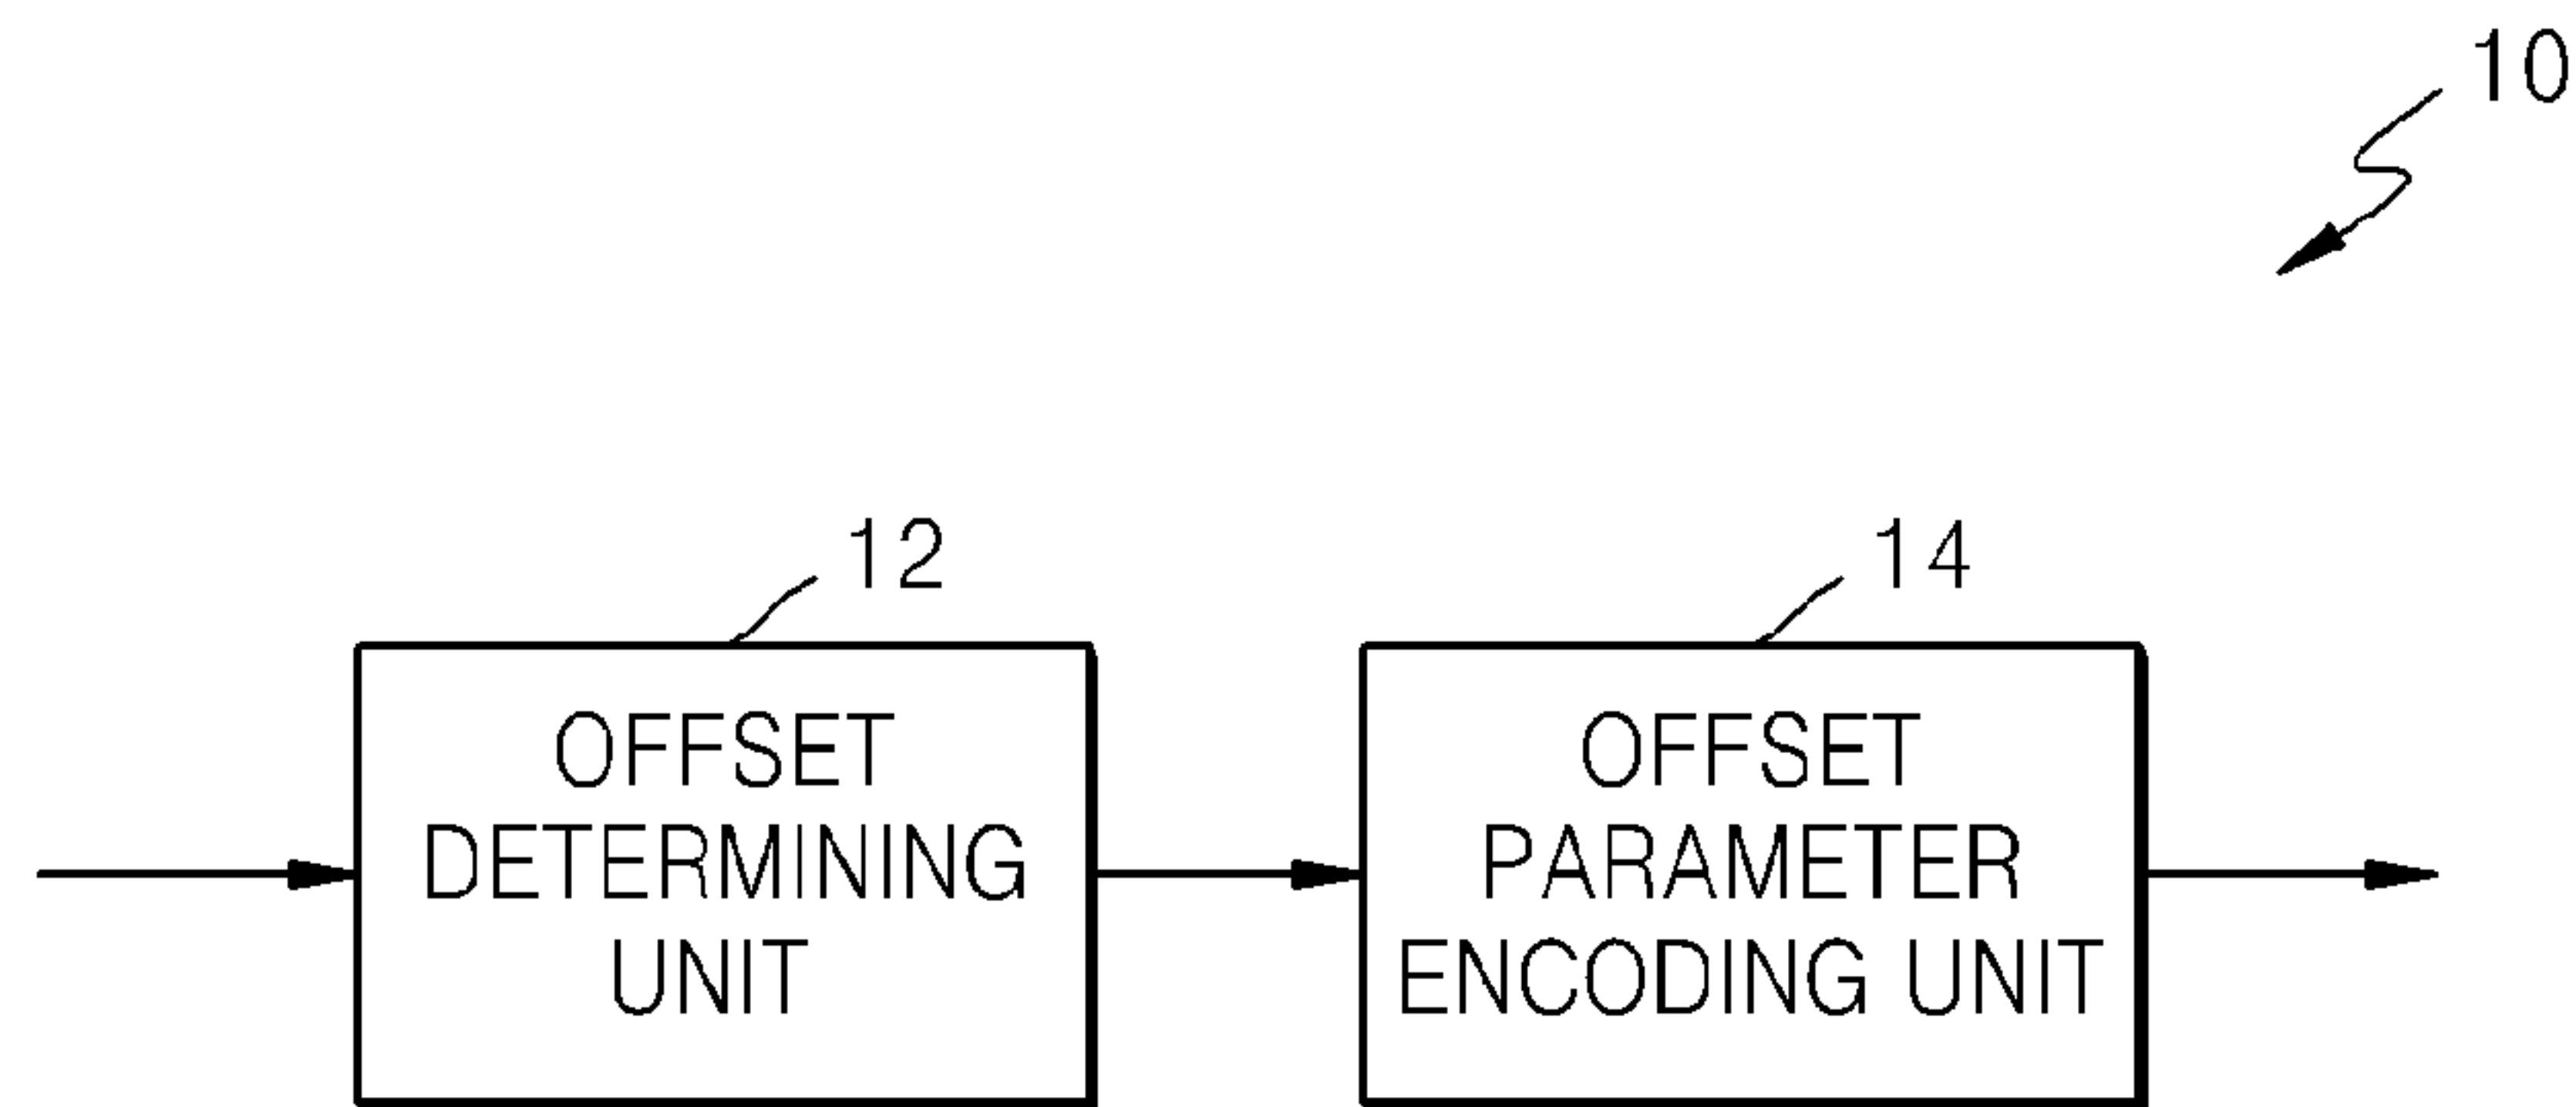 10
12
14
OFFSET
DETERMINING
UNIT
OFFSET
PARAMETER
ENCODING UNIT